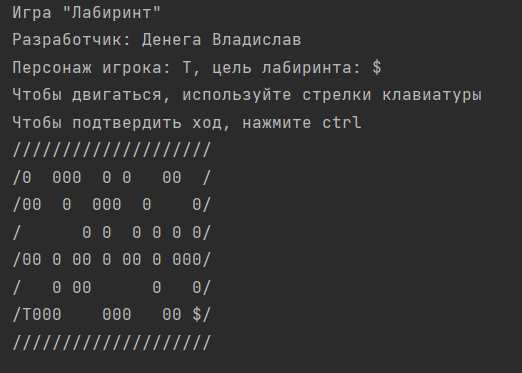 Игра "Лабиринт"
Разработчик: Денега Владислав
Персонаж игрока: T, цель лабиринта: $
Чтобы двигаться, используйте стрелки клавиатуры
Чтобы подтвердить ход, нажмите ctrl
////////////////////
/0  000  0 0   00  /
/00  0  000  0    0/
/      0 0  0 0 0 0/
/00 0 00 0 00 0 000/
/   0 00      0   0/
/T000    000   00 $/
////////////////////